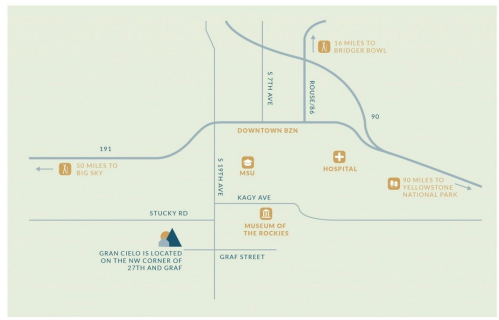 16 MILES TO
BRIDGER BOWL
S 7TH AVE
ROUSE/86
90
DOWNTOWN BZN
191
50 MILES TO
BIG SKY
S 19TH AVE
MSU
HOSPITAL
90 MILES TO
YELLOWSTONE
NATIONAL PARK
KAGY AVE
STUCKY RD
MUSEUM OF
THE ROCKIES
GRAN CIELO IS LOCATED
ON THE NW CORNER OF
27TH AND GRAF
GRAF STREET